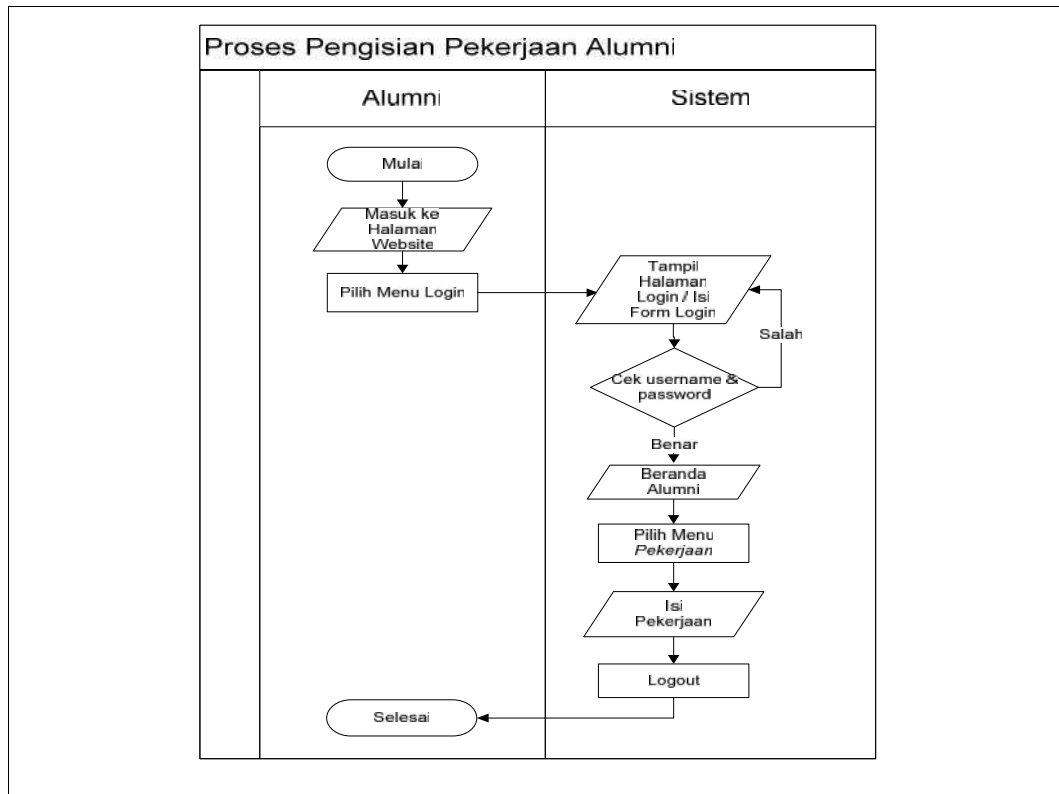 Proses Pengisian Pekerjaan Alumni
Alumni
Sistem
Mulai
Masuk ke
Halaman
Website
Pilih Menu Login
Tampil
Halaman
Login / Isi
Form Login
Salah
Cek username &
password
Benar
Beranda
Alumni
Pilih Menu
Pekerjaan
Isi
Pekerjaan
Logout
Selesai